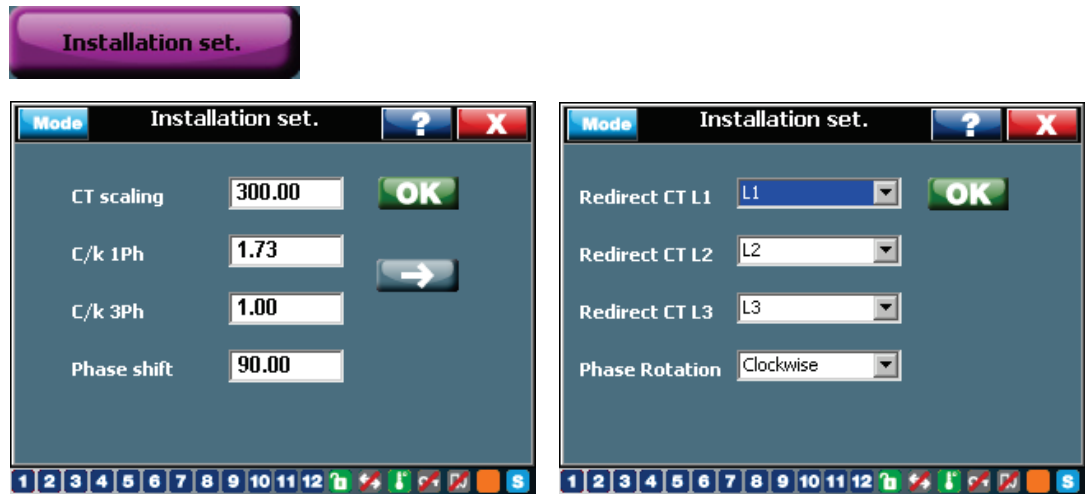 Installation set.
Mode Installation set. ? X
CT scaling 300.00 OK
C/k 1Ph 1.73
C/k 3Ph 1.00
Phase shift 90.00
1 2 3 4 5 6 7 8 9 10 11 12 S
Mode Installation set. ? X
Redirect CT L1 L1 OK
Redirect CT L2 L2
Redirect CT L3 L3
Phase Rotation Clockwise
1 2 3 4 5 6 7 8 9 10 11 12 S